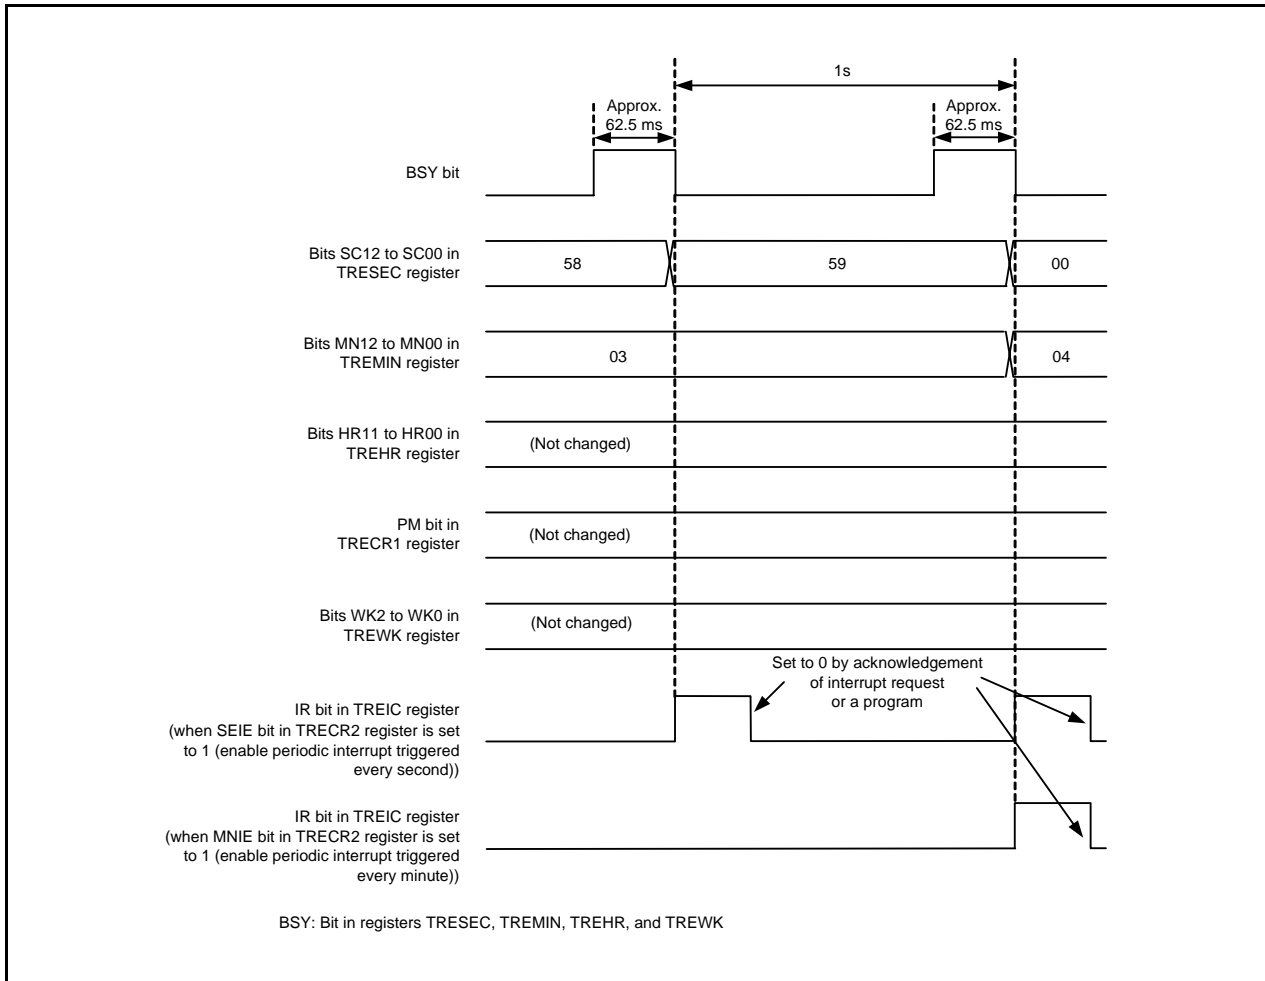 1s
Approx.
62.5 ms
Approx.
62.5 ms
BSY bit
Bits SC12 to SC00 in
TRESEC register
58
59
00
Bits MN12 to MN00 in
TREMIN register
03
04
Bits HR11 to HR00 in
TREHR register
(Not changed)
PM bit in
TRECR1 register
(Not changed)
Bits WK2 to WK0 in
TREWK register
(Not changed)
Set to 0 by acknowledgement
of interrupt request
or a program
IR bit in TREIC register
(when SEIE bit in TRECR2 register is set
to 1 (enable periodic interrupt triggered
every second))
IR bit in TREIC register
(when MNIE bit in TRECR2 register is set
to 1 (enable periodic interrupt triggered
every minute))
BSY: Bit in registers TRESEC, TREMIN, TREHR, and TREWK